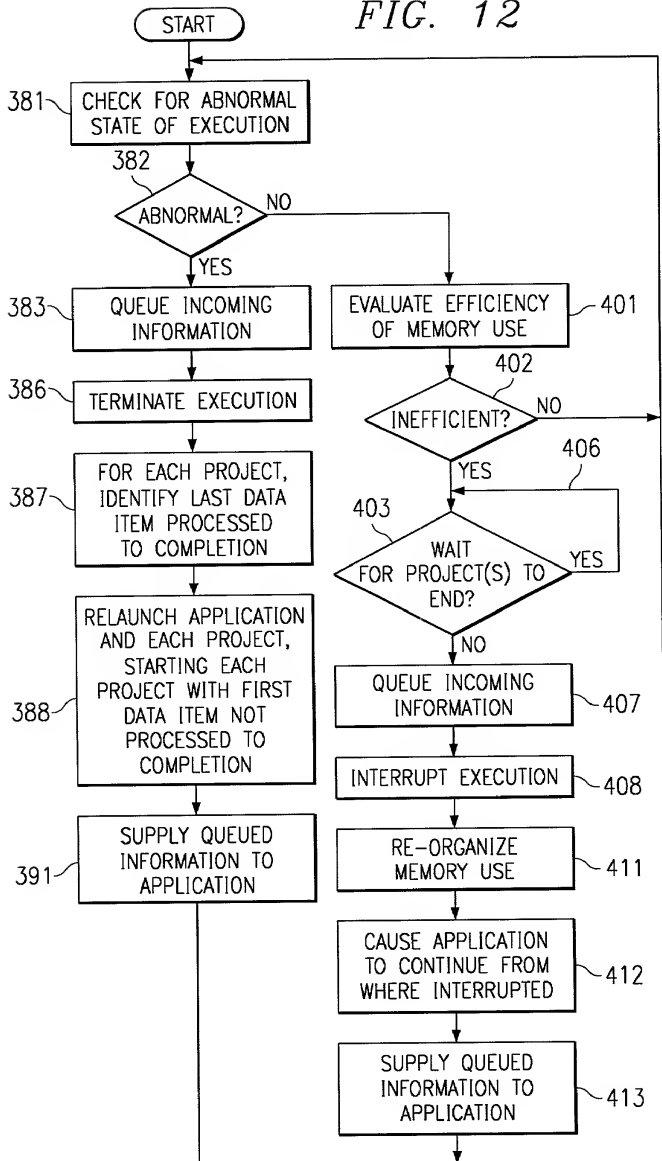 FIG. 12
START
381
CHECK FOR ABNORMAL
STATE OF EXECUTION
382
ABNORMAL?
NO
YES
383
QUEUE INCOMING
INFORMATION
386
TERMINATE EXECUTION
387
FOR EACH PROJECT,
IDENTIFY LAST DATA
ITEM PROCESSED
TO COMPLETION
388
RELAUNCH APPLICATION
AND EACH PROJECT,
STARTING EACH
PROJECT WITH FIRST
DATA ITEM NOT
PROCESSED TO
COMPLETION
391
SUPPLY QUEUED
INFORMATION TO
APPLICATION
EVALUATE EFFICIENCY
OF MEMORY USE
401
402
INEFFICIENT?
NO
YES
406
403
WAIT
FOR PROJECT(S) TO
END?
YES
NO
QUEUE INCOMING
INFORMATION
407
INTERRUPT EXECUTION
408
RE-ORGANIZE
MEMORY USE
411
CAUSE APPLICATION
TO CONTINUE FROM
WHERE INTERRUPTED
412
SUPPLY QUEUED
INFORMATION TO
APPLICATION
413